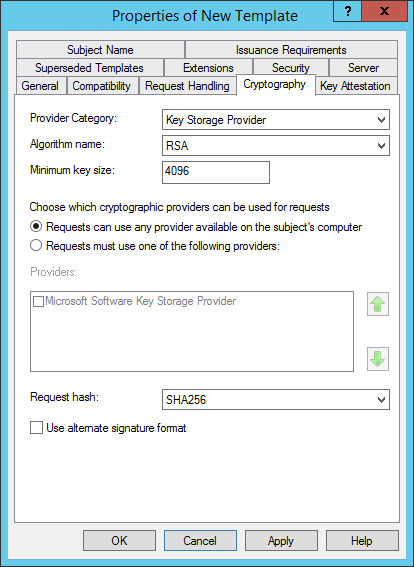 Properties of New Template
?
x
Subject Name
Issuance Requirements
Superseded Templates
Extensions
Security
Server
General
Compatibility
Request Handling
Cryptography
Key Attestation
Provider Category:
Key Storage Provider
Algorithm name:
RSA
Minimum key size:
4096
Choose which cryptographic providers can be used for requests
Requests can use any provider available on the subject's computer
Requests must use one of the following providers:
Providers:
Microsoft Software Key Storage Provider
Request hash:
SHA256
Use alternate signature format
OK
Cancel
Apply
Help